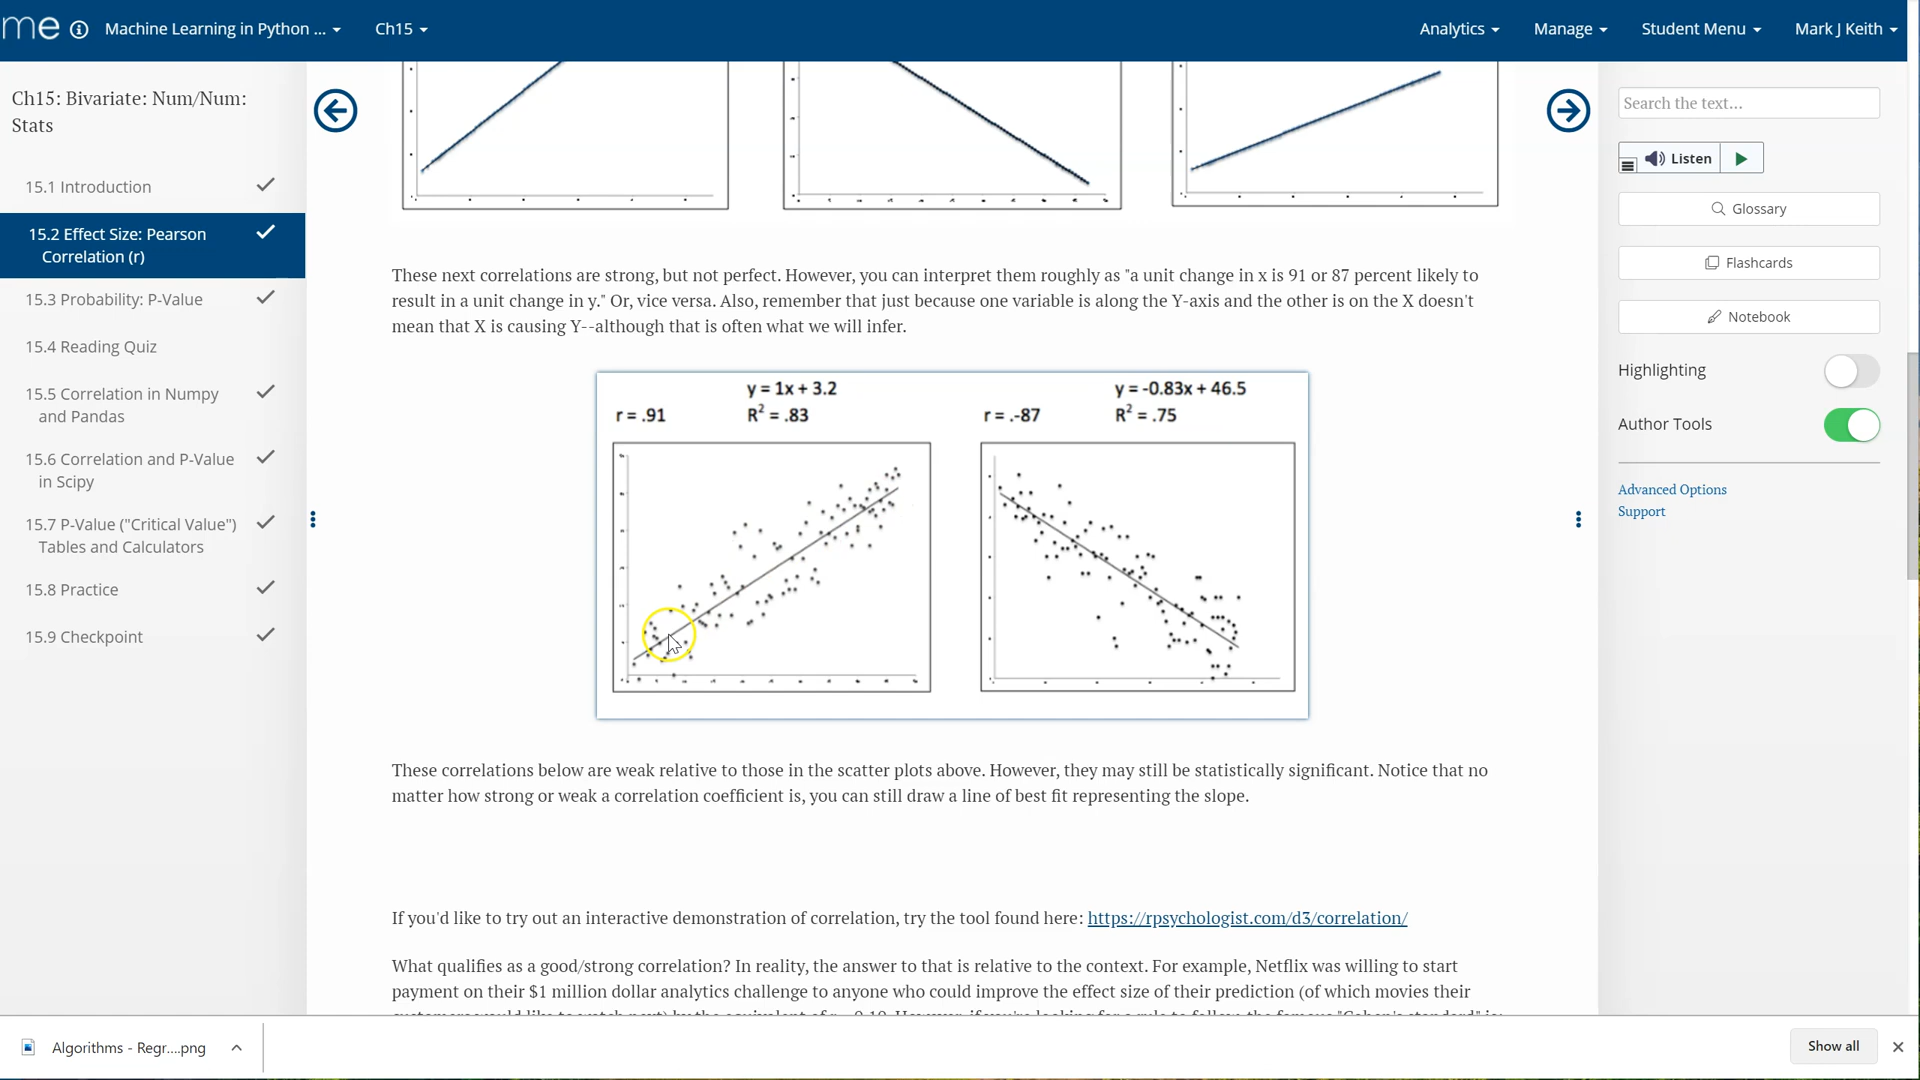 me Machine Learning in Python ... Ch15 Analytics Manage Student Menu Mark J Keith
Ch15: Bivariate: Num/Num:
Stats
15.1 Introduction
15.2 Effect Size: Pearson
Correlation (r)
15.3 Probability: P-Value
15.4 Reading Quiz
15.5 Correlation in Numpy
and Pandas
15.6 Correlation and P-Value
in Scipy
15.7 P-Value ("Critical Value")
Tables and Calculators
15.8 Practice
15.9 Checkpoint
These next correlations are strong, but not perfect. However, you can interpret them roughly as "a unit change in x is 91 or 87 percent likely to
result in a unit change in y." Or, vice versa. Also, remember that just because one variable is along the Y-axis and the other is on the X doesn't
mean that X is causing Y--although that is often what we will infer.
y = 1x + 3.2
r = .91 R² = .83
y = -0.83x + 46.5
r = .-87 R² = .75
These correlations below are weak relative to those in the scatter plots above. However, they may still be statistically significant. Notice that no
matter how strong or weak a correlation coefficient is, you can still draw a line of best fit representing the slope.
If you'd like to try out an interactive demonstration of correlation, try the tool found here: https://rpsychologist.com/d3/correlation/
What qualifies as a good/strong correlation? In reality, the answer to that is relative to the context. For example, Netflix was willing to start
payment on their $1 million dollar analytics challenge to anyone who could improve the effect size of their prediction (of which movies their
Search the text...
Listen
Glossary
Flashcards
Notebook
Highlighting
Author Tools
Advanced Options
Support
Algorithms - Regr....png
Show all